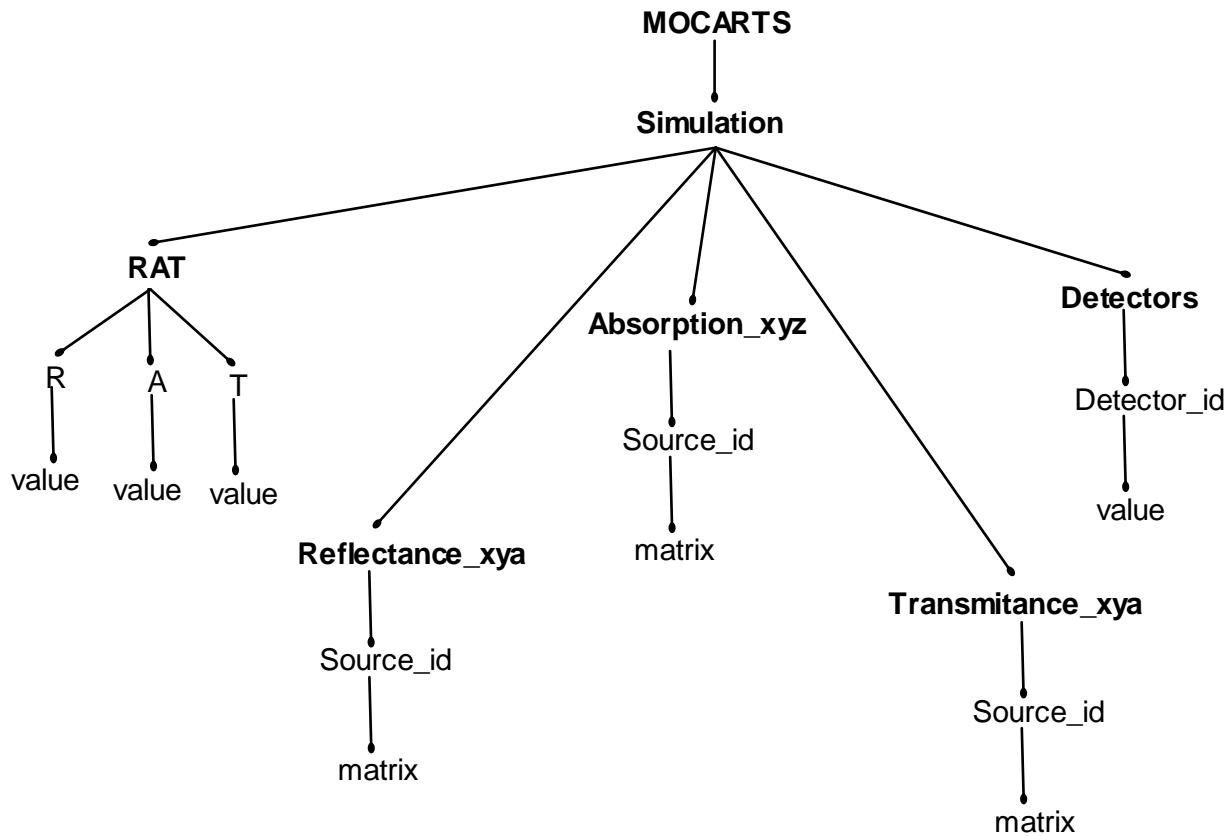 MOCARTS
Simulation
RAT
R
A
T
value
value
value
Reflectance_xya
Source_id
matrix
Absorption_xyz
Source_id
matrix
Transmitance_xya
Source_id
matrix
Detectors
Detector_id
value